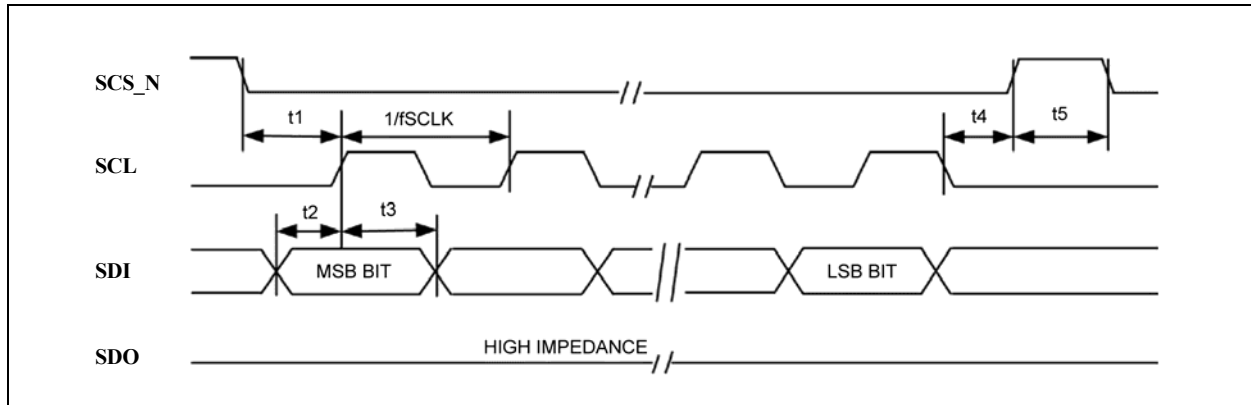 SCS_N
t1
1/fSCLK
t4
t5
SCL
t2
t3
SDI
MSB BIT
LSB BIT
SDO
HIGH IMPEDANCE